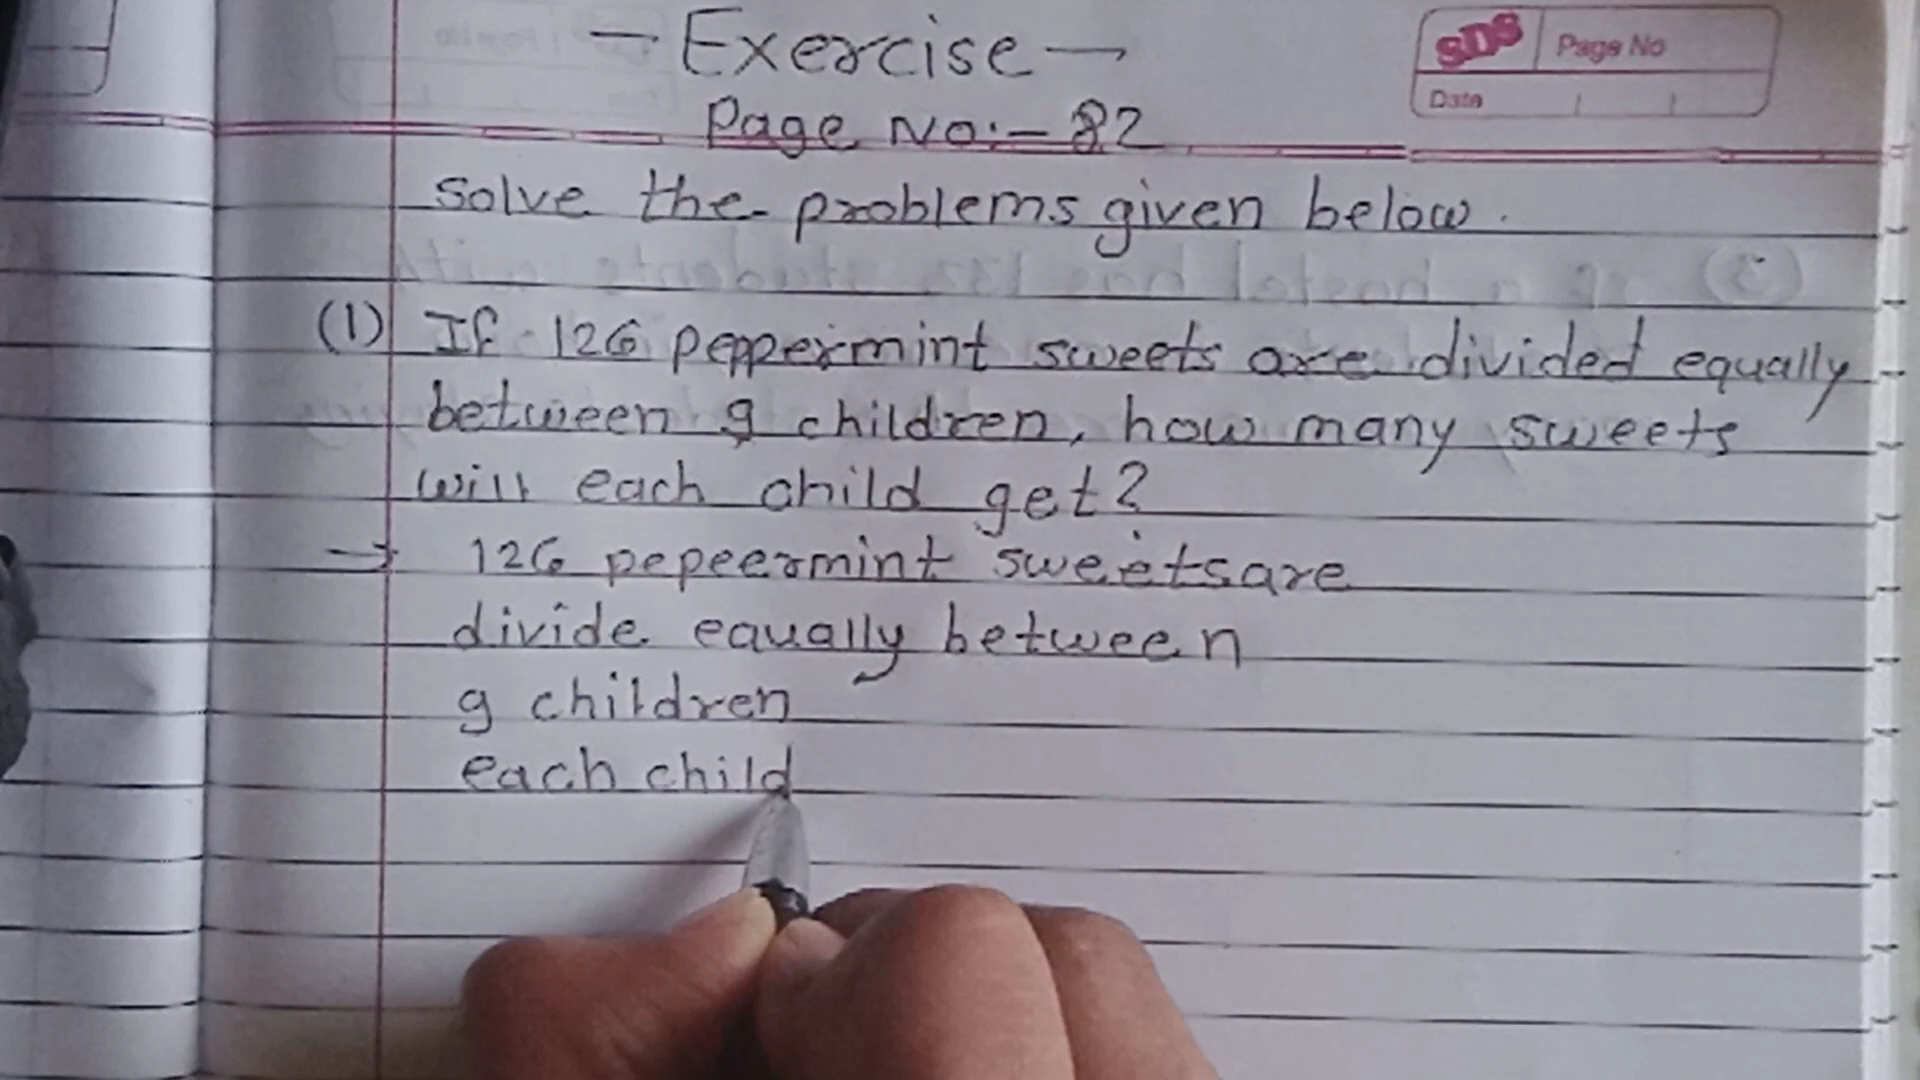 - Exercise -
SDS Page No
Date
Page No:- 82
solve the problems given below.
(1) If 126 peppermint sweets are divided equally
between 9 children, how many sweets
will each child get?
→ 126 pepeermint sweetsare
divide equally between
9 children
each child